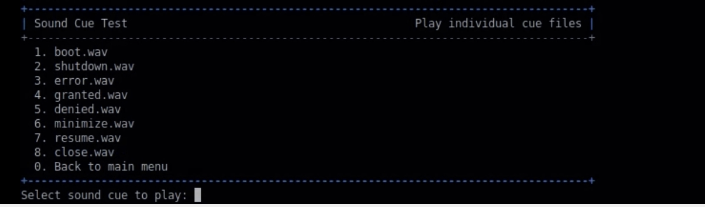 Sound Cue Test Play individual cue files
1. boot.wav
2. shutdown.wav
3. error.wav
4. granted.wav
5. denied.wav
6. minimize.wav
7. resume.wav
8. close.wav
0. Back to main menu
Select sound cue to play: